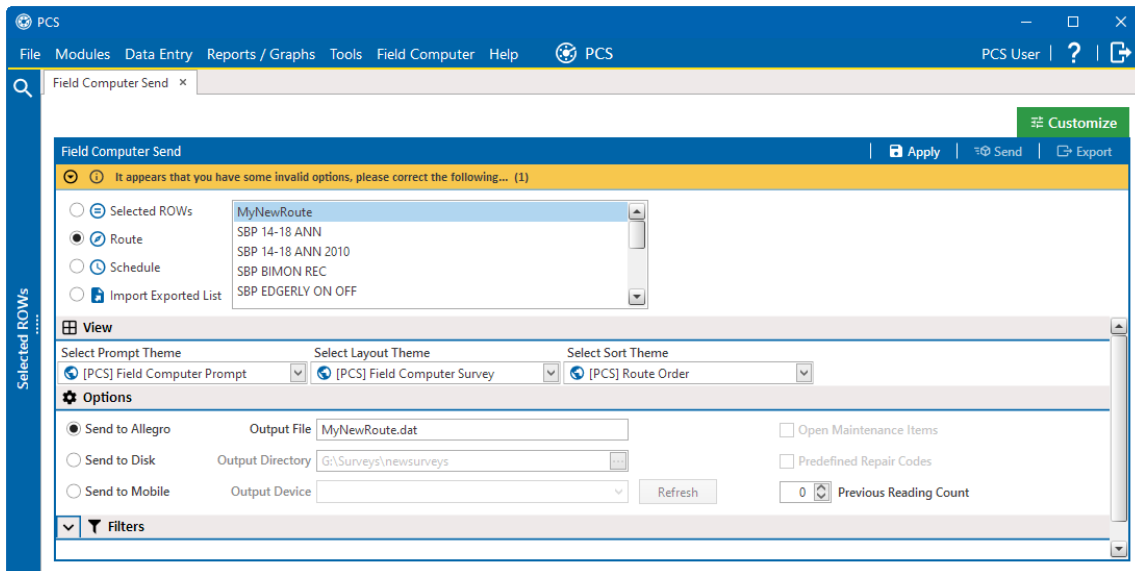 PCS
File Modules Data Entry Reports / Graphs Tools Field Computer Help PCS PCS User | ? |
Field Computer Send ×
Customize
Field Computer Send | Apply | Send | Export
It appears that you have some invalid options, please correct the following... (1)
Selected ROWs
Route
Schedule
Import Exported List
MyNewRoute
SBP 14-18 ANN
SBP 14-18 ANN 2010
SBP BIMON REC
SBP EDGERLY ON OFF
Selected ROWs
View
Select Prompt Theme Select Layout Theme Select Sort Theme
[PCS] Field Computer Prompt [PCS] Field Computer Survey [PCS] Route Order
Options
Send to Allegro Output File MyNewRoute.dat Open Maintenance Items
Send to Disk Output Directory G:\Surveys\newsurveys ... Predefined Repair Codes
Send to Mobile Output Device Refresh 0 Previous Reading Count
Filters